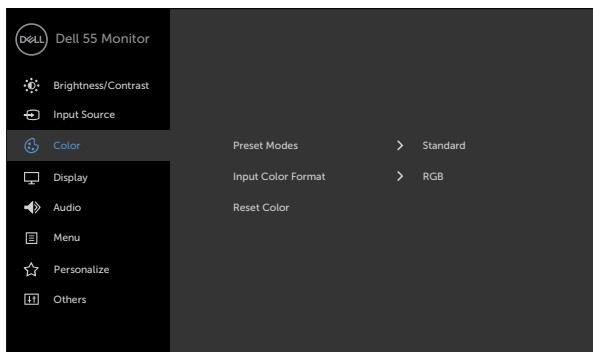 DELL Dell 55 Monitor
Brightness/Contrast
Input Source
Color
Preset Modes Standard
Display
Input Color Format RGB
Audio
Reset Color
Menu
Personalize
Others